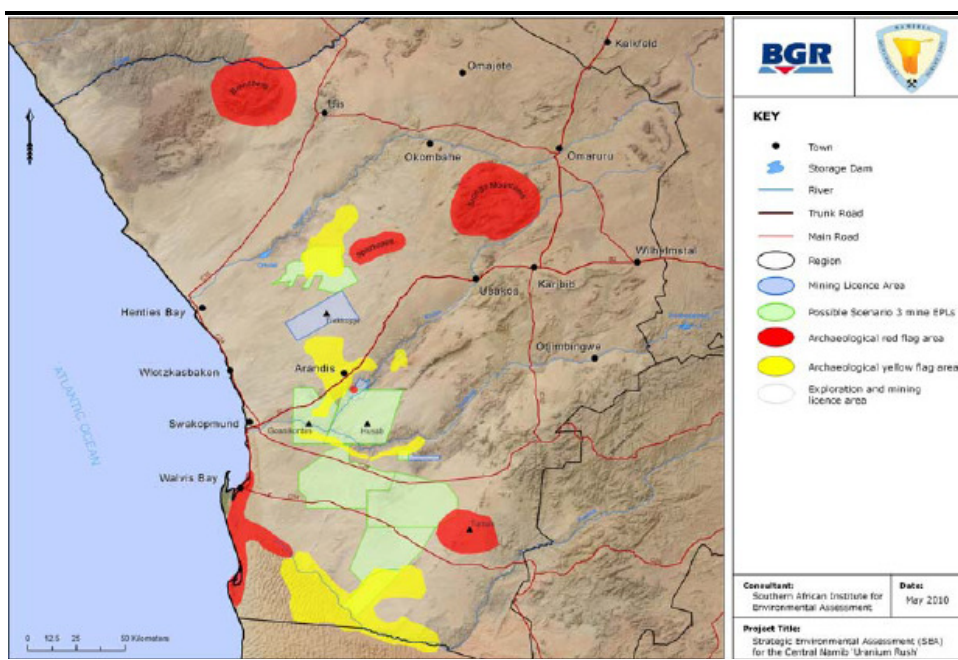 Kalkfeld
Omajete
Uis
Okombahe
Omaruru
Wilhelmstal
Usakos
Karibib
Henties Bay
Otjimbingwe
Arandis
Wlotzkasbaken
Swakopmund
Goanikontes
Husab
Walvis Bay
ATLANTIC OCEAN
0 12.5 25 50 Kilometers
BGR
KEY
Town
Storage Dam
River
Trunk Road
Main Road
Region
Mining Licence Area
Possible Scenario 3 mine EPLs
Archaeological red flag area
Archaeological yellow flag area
Exploration and mining
licence area
Consultant:
Southern African Institute for
Environmental Assessment
Date:
May 2010
Project Title:
Strategic Environmental Assessment (SEA)
for the Central Namib 'Uranium Rush'